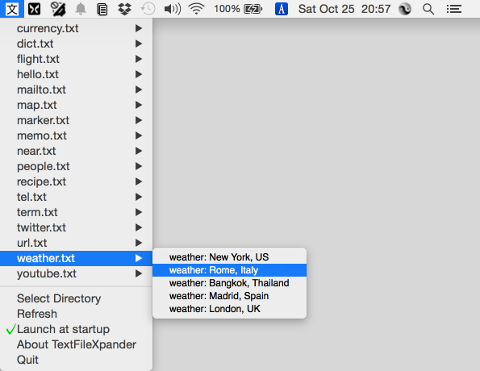 文
100%
A
Sat Oct 25 20:57
currency.txt
dict.txt
flight.txt
hello.txt
mailto.txt
map.txt
marker.txt
memo.txt
near.txt
people.txt
recipe.txt
tel.txt
term.txt
twitter.txt
url.txt
weather.txt
youtube.txt
weather: New York, US
weather: Rome, Italy
weather: Bangkok, Thailand
weather: Madrid, Spain
weather: London, UK
Select Directory
Refresh
Launch at startup
About TextFileXpander
Quit